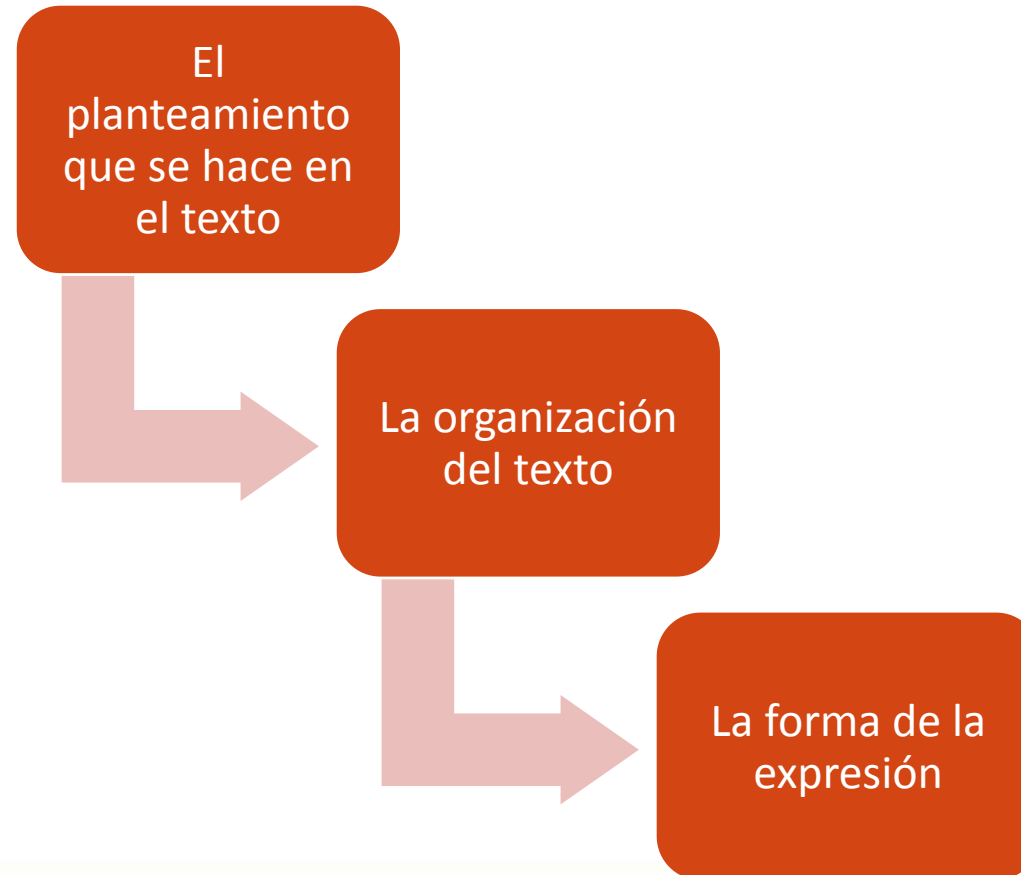 El
planteamiento
que se hace en
el texto
La organización
del texto
La forma de la
expresión